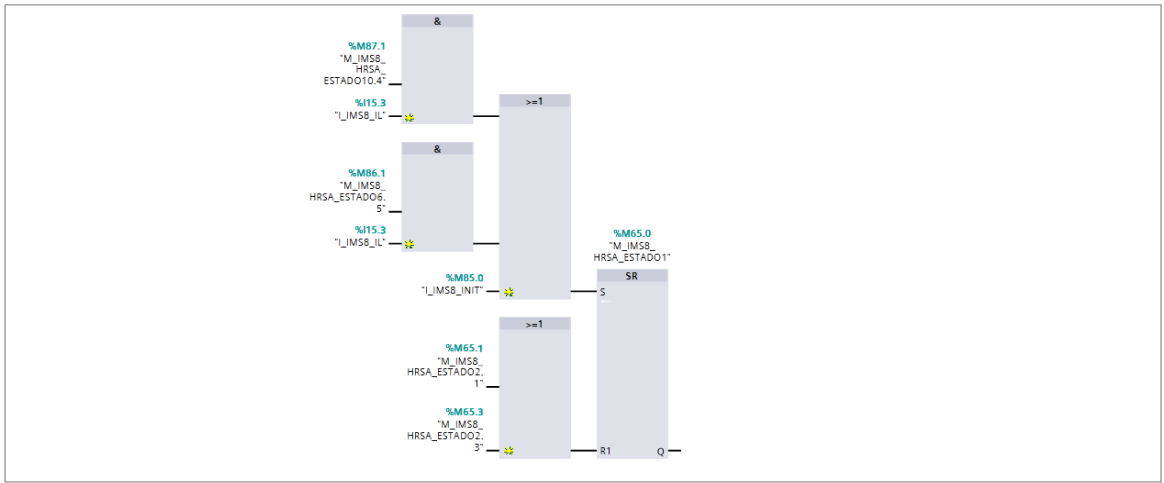 &
%M87.1
"M_IMS8_
HRSA_
ESTADO10.4"
%I15.3
"I_IMS8_IL"
>=1
&
%M86.1
"M_IMS8_
HRSA_ESTADO6.
5"
%I15.3
"I_IMS8_IL"
%M65.0
"M_IMS8_
HRSA_ESTADO1"
SR
%M85.0
"I_IMS8_INIT"
S
>=1
%M65.1
"M_IMS8_
HRSA_ESTADO2.
1"
%M65.3
"M_IMS8_
HRSA_ESTADO2.
3"
R1
Q